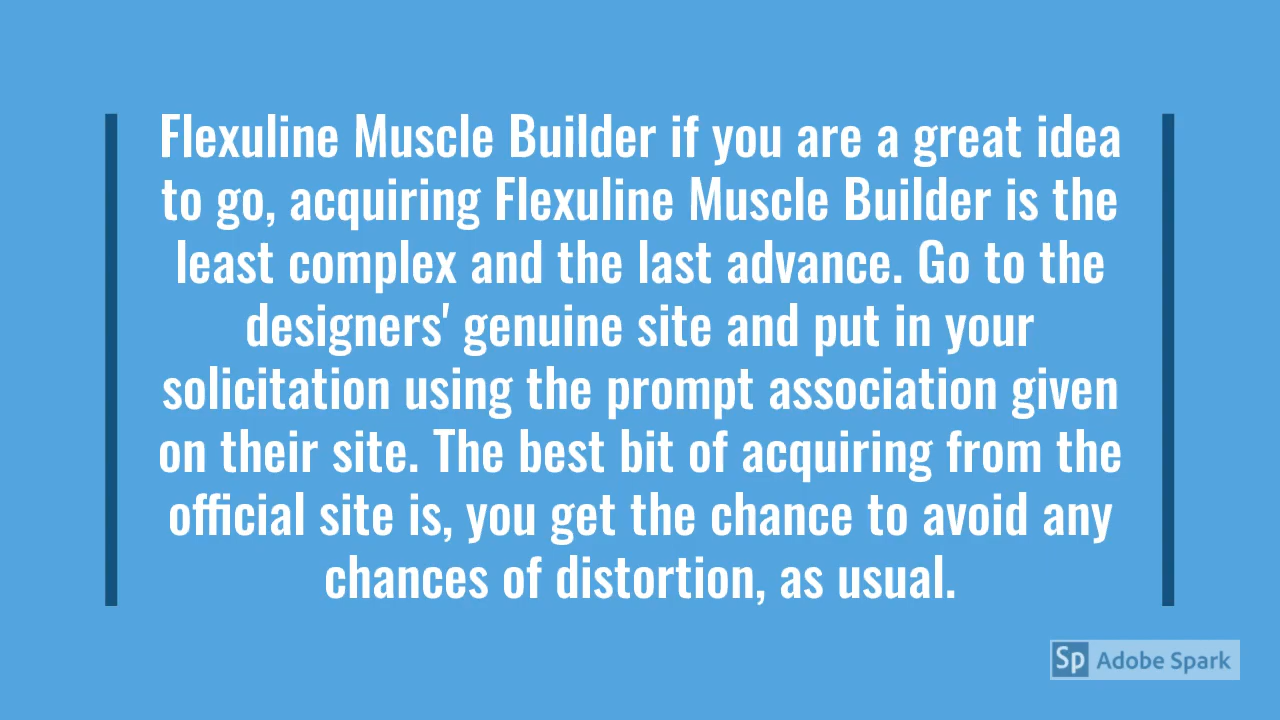 Flexuline Muscle Builder if you are a great idea
to go, acquiring Flexuline Muscle Builder is the
least complex and the last advance. Go to the
designers' genuine site and put in your
solicitation using the prompt association given
on their site. The best bit of acquiring from the
official site is, you get the chance to avoid any
chances of distortion, as usual.
Sp Adobe Spark